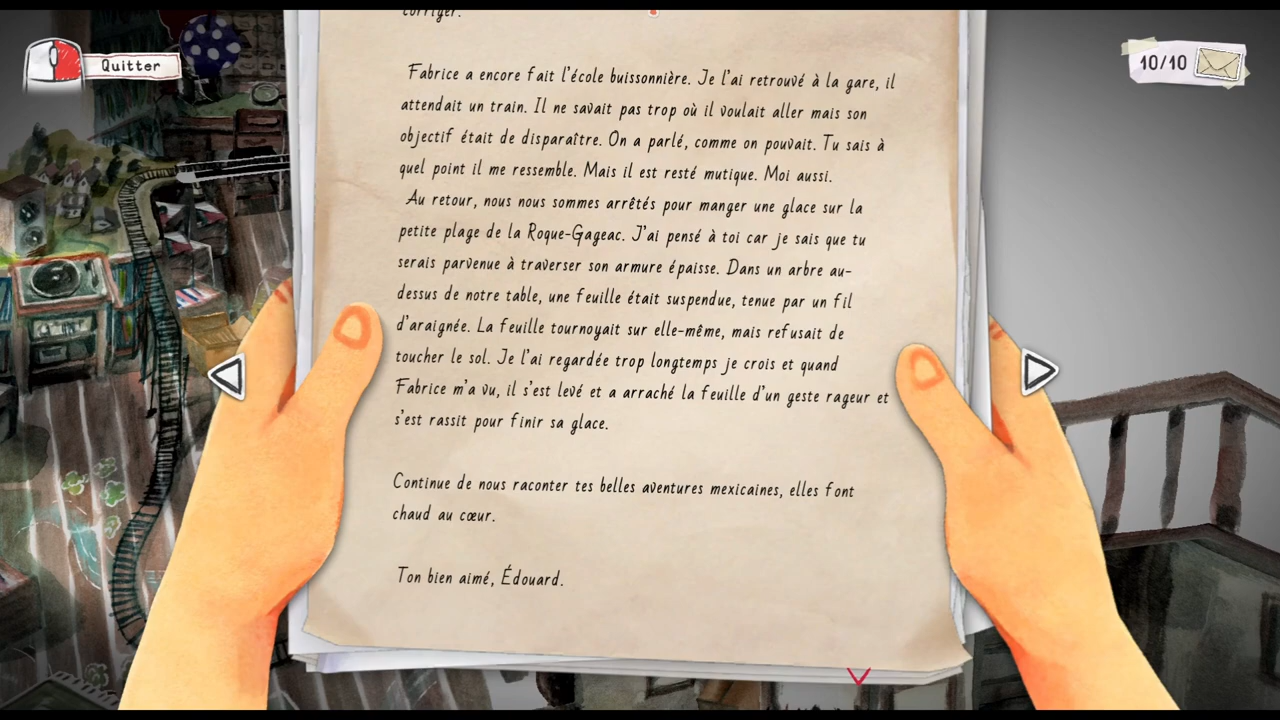 corriger.
Quitter
10/10
Fabrice a encore fait l'école buissonnière. Je l'ai retrouvé à la gare, il
attendait un train. Il ne savait pas trop où il voulait aller mais son
objectif était de disparaître. On a parlé, comme on pouvait. Tu sais à
quel point il me ressemble. Mais il est resté mutique. Moi aussi.
Au retour, nous nous sommes arrêtés pour manger une glace sur la
petite plage de la Roque-Gageac. J'ai pensé à toi car je sais que tu
serais parvenue à traverser son armure épaisse. Dans un arbre au-
dessus de notre table, une feuille était suspendue, tenue par un fil
d'araignée. La feuille tournoyait sur elle-même, mais refusait de
toucher le sol. Je l'ai regardée trop longtemps je crois et quand
Fabrice m'a vu, il s'est levé et a arraché la feuille d'un geste rageur et
s'est rassit pour finir sa glace.
Continue de nous raconter tes belles aventures mexicaines, elles font
chaud au cœur.
Ton bien aimé, Édouard.